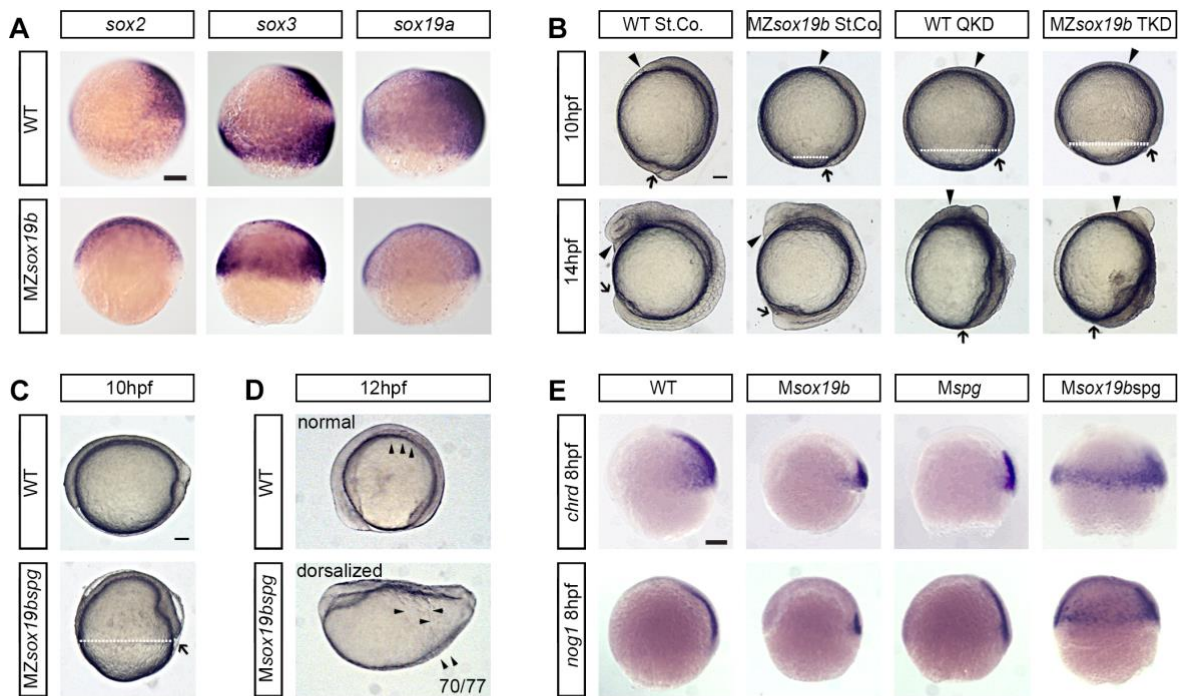 A
sox2
sox3
sox19a
WT
MZsox19b
B
WT St.Co.
MZsox19b St.Co.
WT QKD
MZsox19b TKD
10hpf
14hpf
C
10hpf
WT
MZsox19bspg
D
12hpf
WT
normal
Msox19bspg
dorsalized
70/77
E
WT
Msox19b
Mspg
Msox19bspg
chrd 8hpf
nog1 8hpf